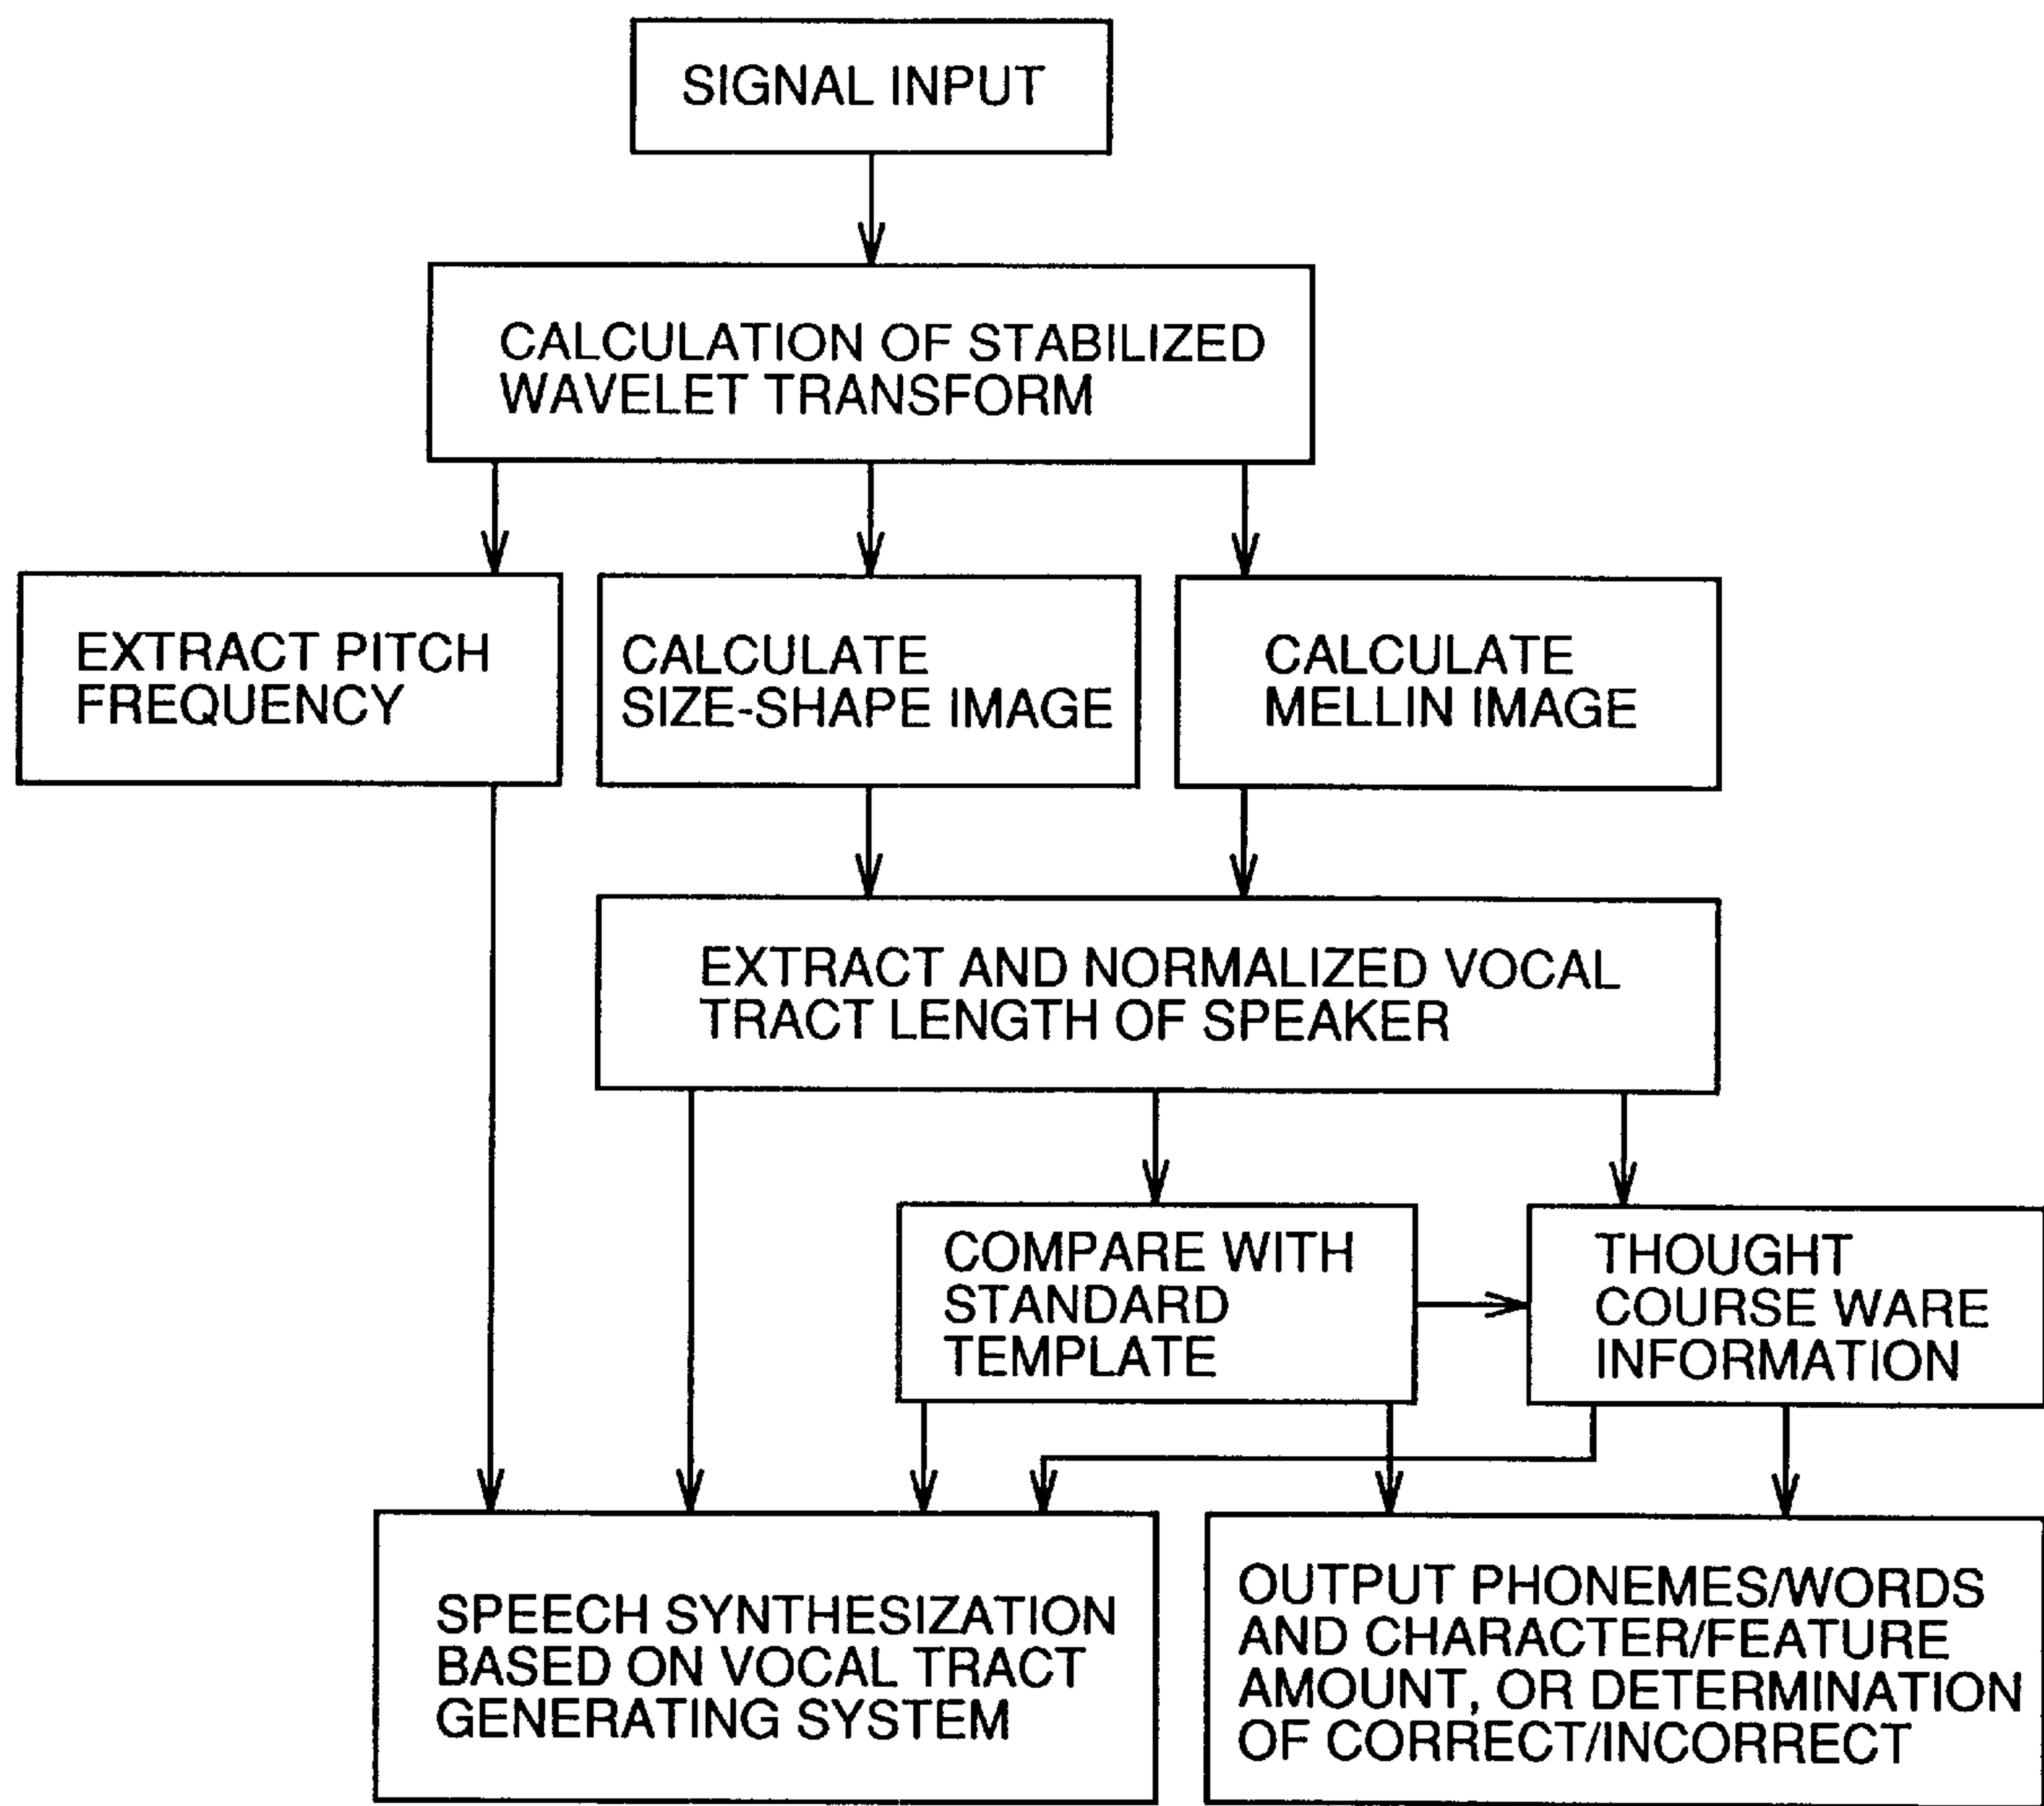 SIGNAL INPUT
CALCULATION OF STABILIZED
WAVELET TRANSFORM
EXTRACT PITCH
FREQUENCY
CALCULATE
SIZE-SHAPE IMAGE
CALCULATE
MELLIN IMAGE
EXTRACT AND NORMALIZED VOCAL
TRACT LENGTH OF SPEAKER
COMPARE WITH
STANDARD
TEMPLATE
THOUGHT
COURSE WARE
INFORMATION
SPEECH SYNTHESIZATION
BASED ON VOCAL TRACT
GENERATING SYSTEM
OUTPUT PHONEMES/WORDS
AND CHARACTER/FEATURE
AMOUNT, OR DETERMINATION
OF CORRECT/INCORRECT